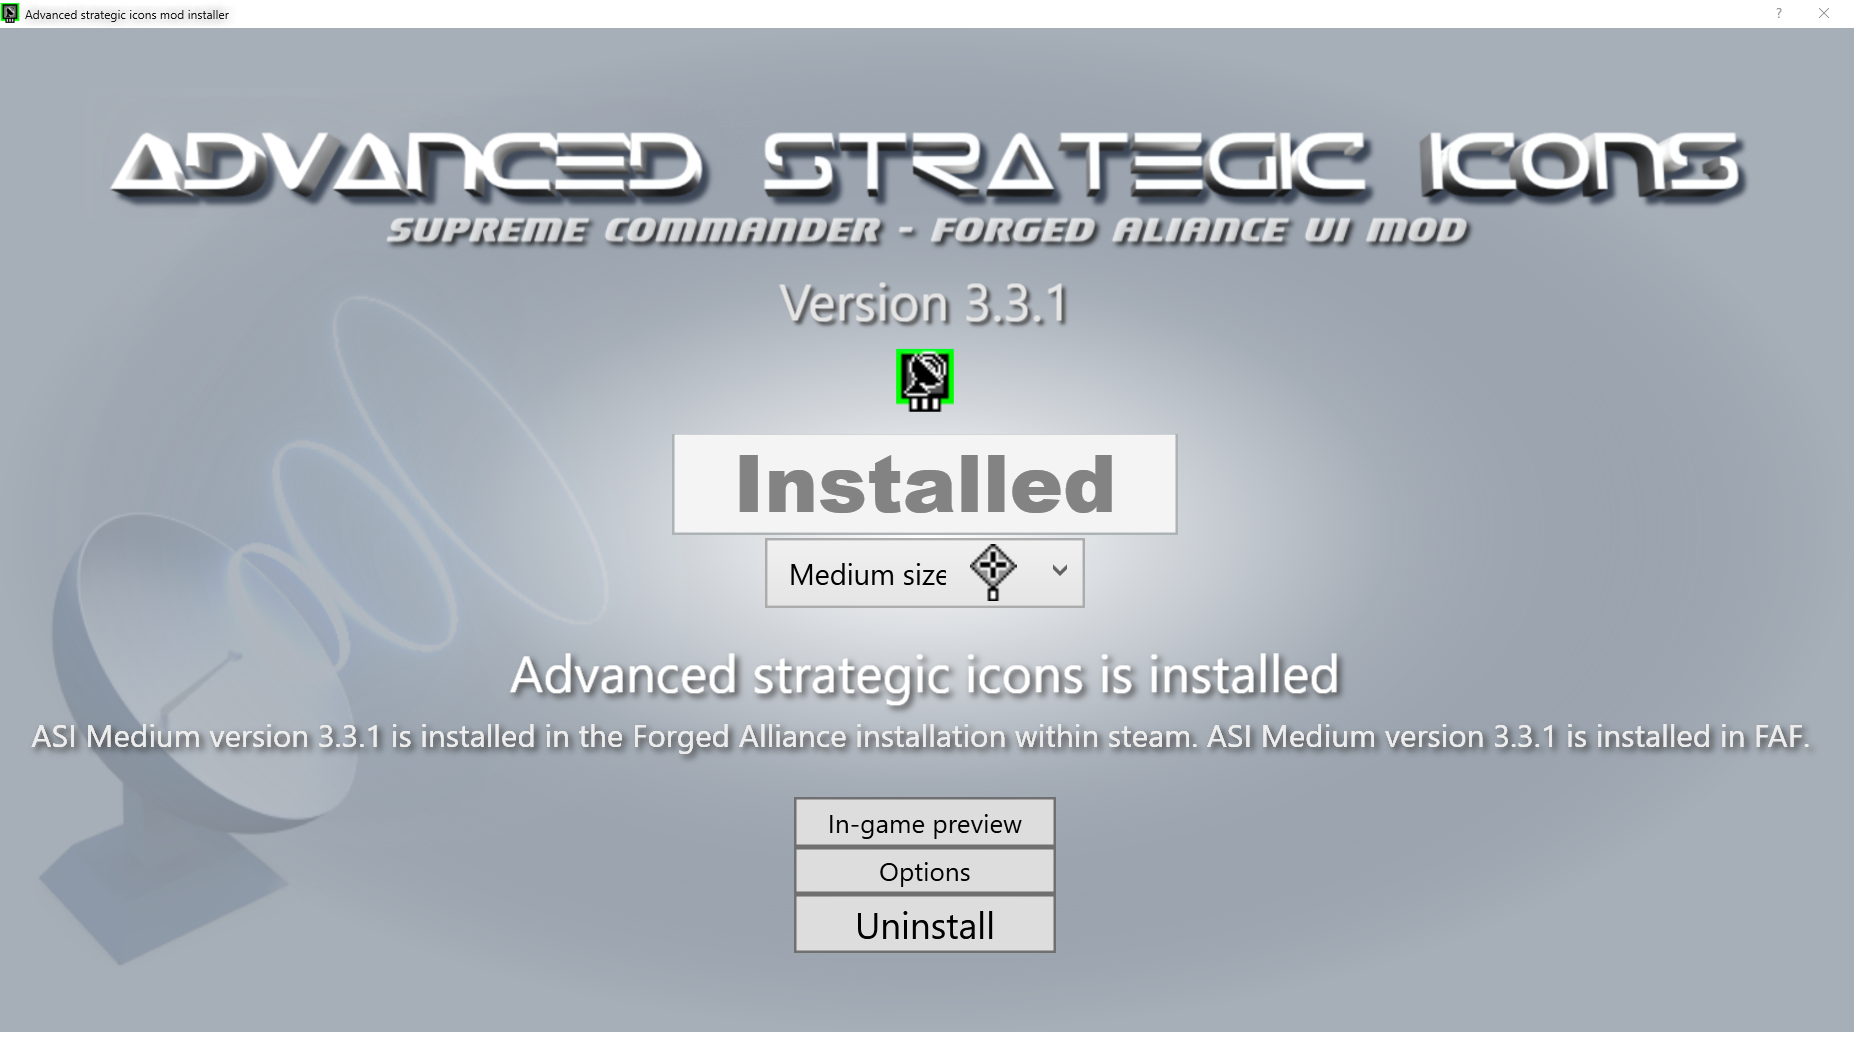 Advanced strategic icons mod installer
?
ADVANCED STRATEGIC ICONS
SUPREME COMMANDER - FORGED ALIANCE UI MOD
Version 3.3.1
Installed
Medium size
Advanced strategic icons is installed
ASI Medium version 3.3.1 is installed in the Forged Alliance installation within steam. ASI Medium version 3.3.1 is installed in FAF.
In-game preview
Options
Uninstall